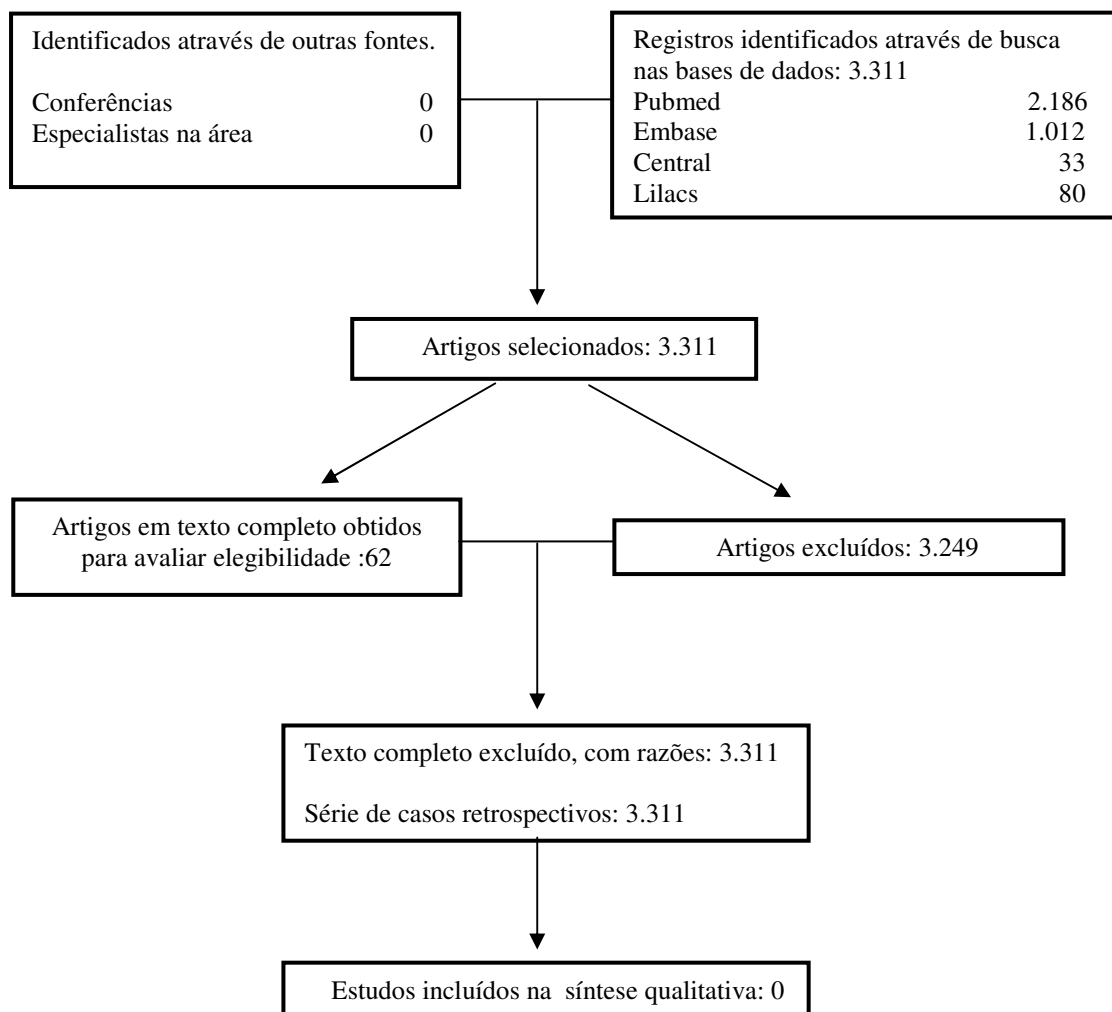 Identificados através de outras fontes.
Conferências 0
Especialistas na área 0
Registros identificados através de busca
nas bases de dados: 3.311
Pubmed 2.186
Embase 1.012
Central 33
Lilacs 80
Artigos selecionados: 3.311
Artigos em texto completo obtidos
para avaliar elegibilidade :62
Artigos excluídos: 3.249
Texto completo excluído, com razões: 3.311
Série de casos retrospectivos: 3.311
Estudos incluídos na síntese qualitativa: 0